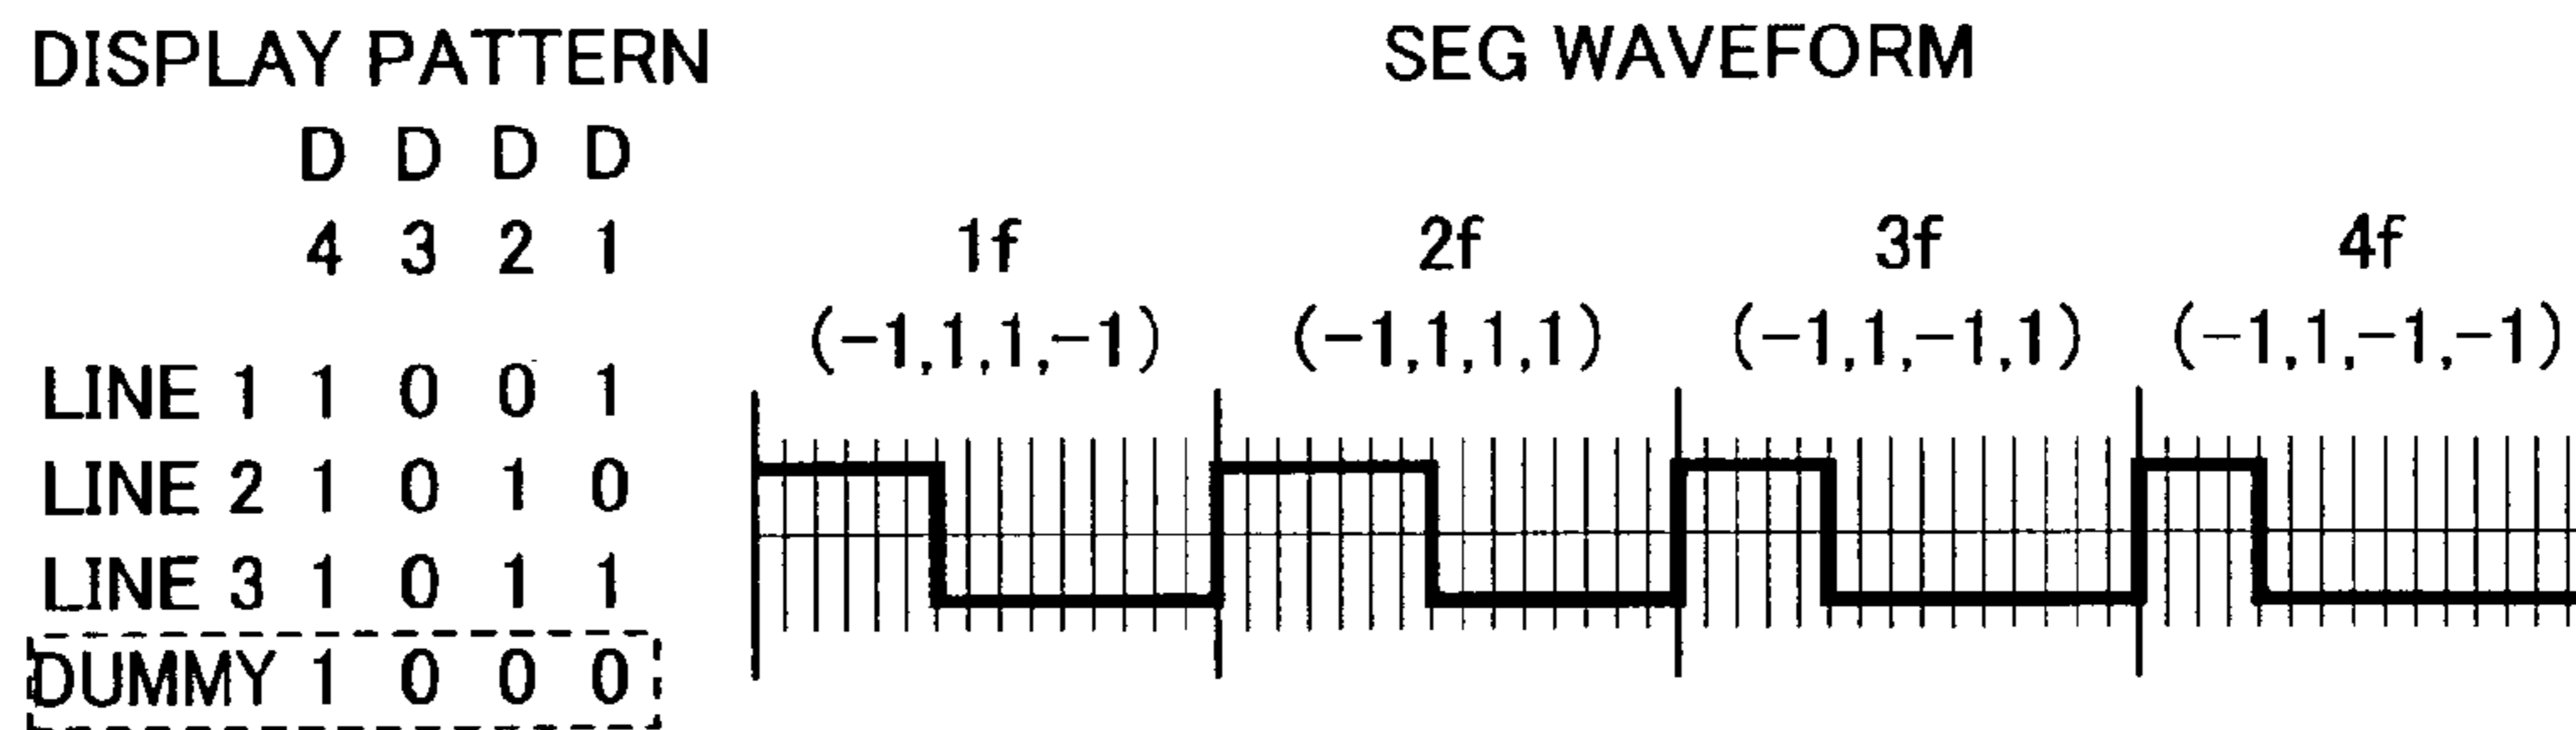 DISPLAY PATTERN SEG WAVEFORM
D D D D
4 3 2 1 1f 2f 3f 4f
(-1,1,1,-1) (-1,1,1,1) (-1,1,-1,1) (-1,1,-1,-1)
LINE 1 1 0 0 1
LINE 2 1 0 1 0
LINE 3 1 0 1 1
DUMMY 1 0 0 0